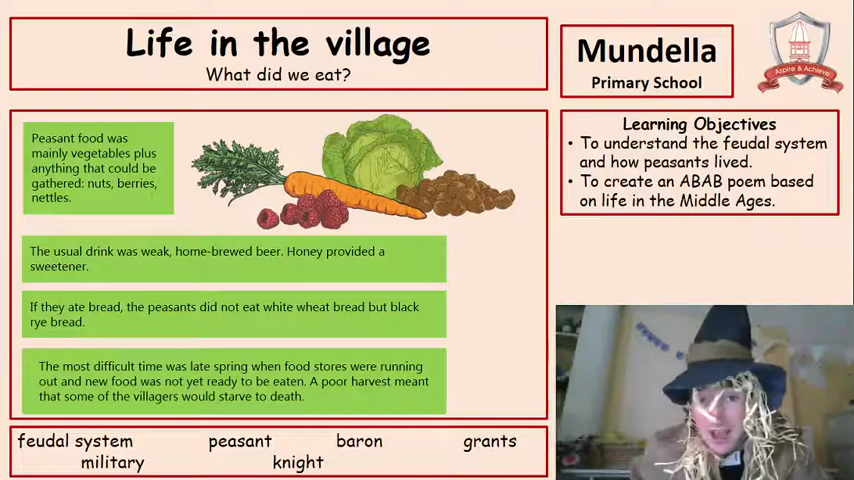 Life in the village
What did we eat?
Mundella
Primary School
Aspire & Achieve
Peasant food was
mainly vegetables plus
anything that could be
gathered: nuts, berries,
nettles.
The usual drink was weak, home-brewed beer. Honey provided a
sweetener.
If they ate bread, the peasants did not eat white wheat bread but black
rye bread.
The most difficult time was late spring when food stores were running
out and new food was not yet ready to be eaten. A poor harvest meant
that some of the villagers would starve to death.
Learning Objectives
• To understand the feudal system
and how peasants lived.
• To create an ABAB poem based
on life in the Middle Ages.
feudal system peasant baron grants
military knight